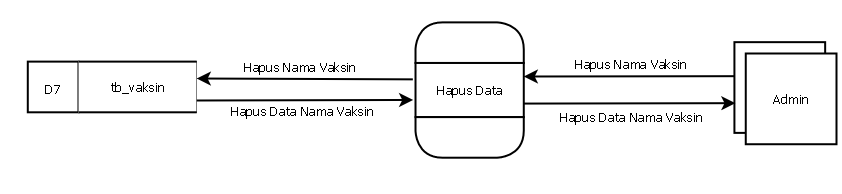 Hapus Nama Vaksin
Hapus Nama Vaksin
D7
tb_vaksin
Hapus Data
Admin
Hapus Data Nama Vaksin
Hapus Data Nama Vaksin